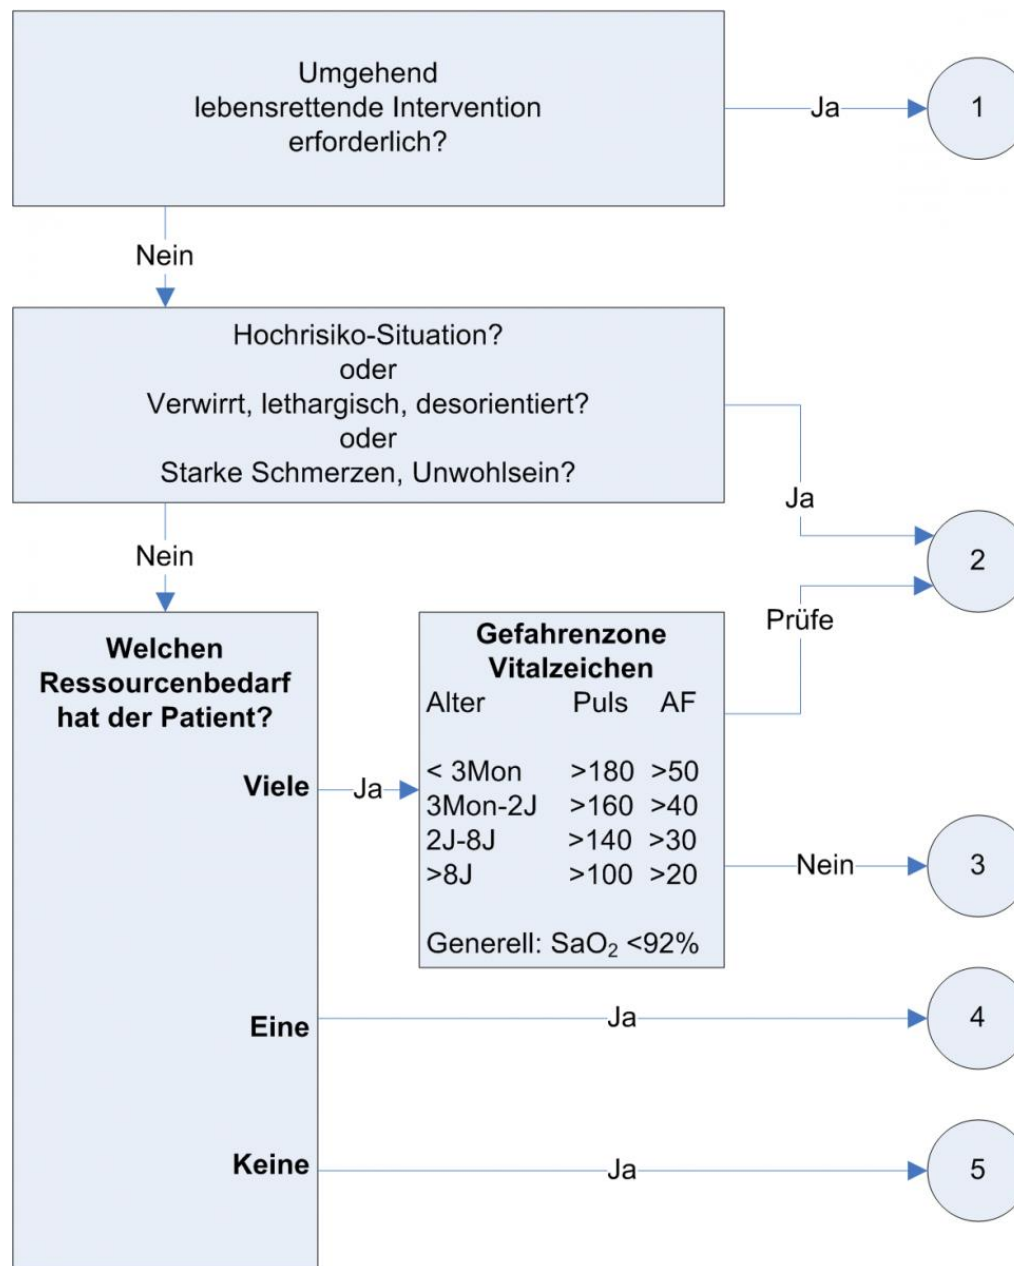 Umgehend
lebensrettende Intervention
erforderlich?
Ja
1
Nein
Hochrisiko-Situation?
oder
Verwirrt, lethargisch, desorientiert?
oder
Starke Schmerzen, Unwohlsein?
Ja
2
Nein
Prüfe
Welchen
Ressourcenbedarf
hat der Patient?
Viele
Ja
Gefahrenzone
Vitalzeichen
Alter Puls AF
< 3Mon >180 >50
3Mon-2J >160 >40
2J-8J >140 >30
>8J >100 >20
Generell: SaO₂ <92%
Nein
3
Eine
Ja
4
Keine
Ja
5